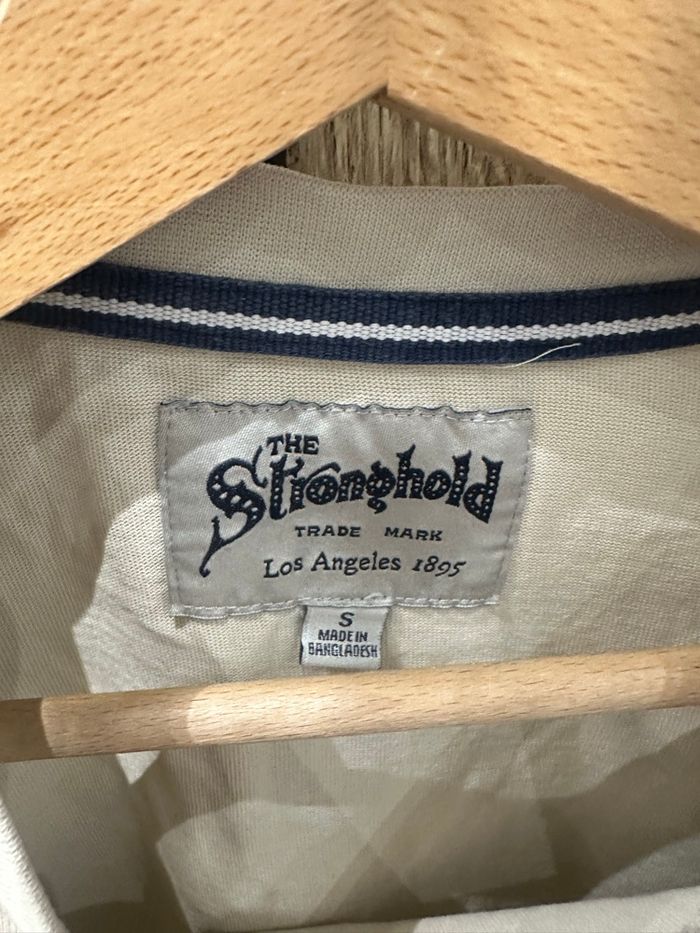 THE
Stronghold
TRADE MARK
Los Angeles 1895
S
MADE IN
BANGLADESH